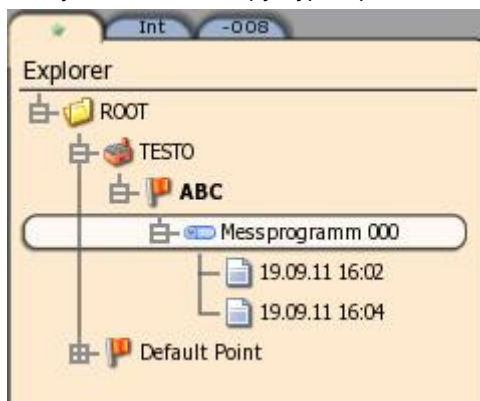 Int -008
Explorer
ROOT
TESTO
ABC
Messprogramm 000
19.09.11 16:02
19.09.11 16:04
Default Point